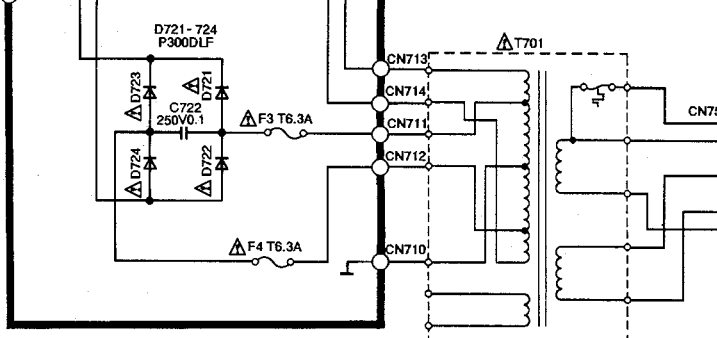 D721-724
P300DLF
T701
CN713
D723
D721
CN714
C722
250V0.1
F3 T6.3A
CN711
CN75
D724
D722
CN712
F4 T6.3A
CN710